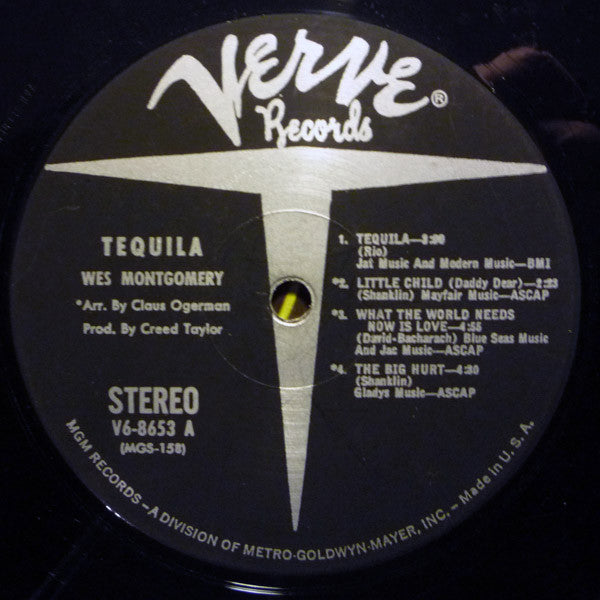 Verve®
Records
TEQUILA
WES MONTGOMERY
*Arr. By Claus Ogerman
Prod. By Creed Taylor
STEREO
V6-8653 A
(MGS-158)
1. TEQUILA—3:00
(Rio)
Jat Music And Modern Music—BMI
*2. LITTLE CHILD (Daddy Dear)—2:23
(Shanklin) Mayfair Music—ASCAP
*3. WHAT THE WORLD NEEDS
NOW IS LOVE—4:55
(David-Bacharach) Blue Seas Music
And Jac Music—ASCAP
*4. THE BIG HURT—4:30
(Shanklin)
Gladys Music—ASCAP
MGM RECORDS — A DIVISION OF METRO-GOLDWYN-MAYER, INC. — Made in U. S. A.